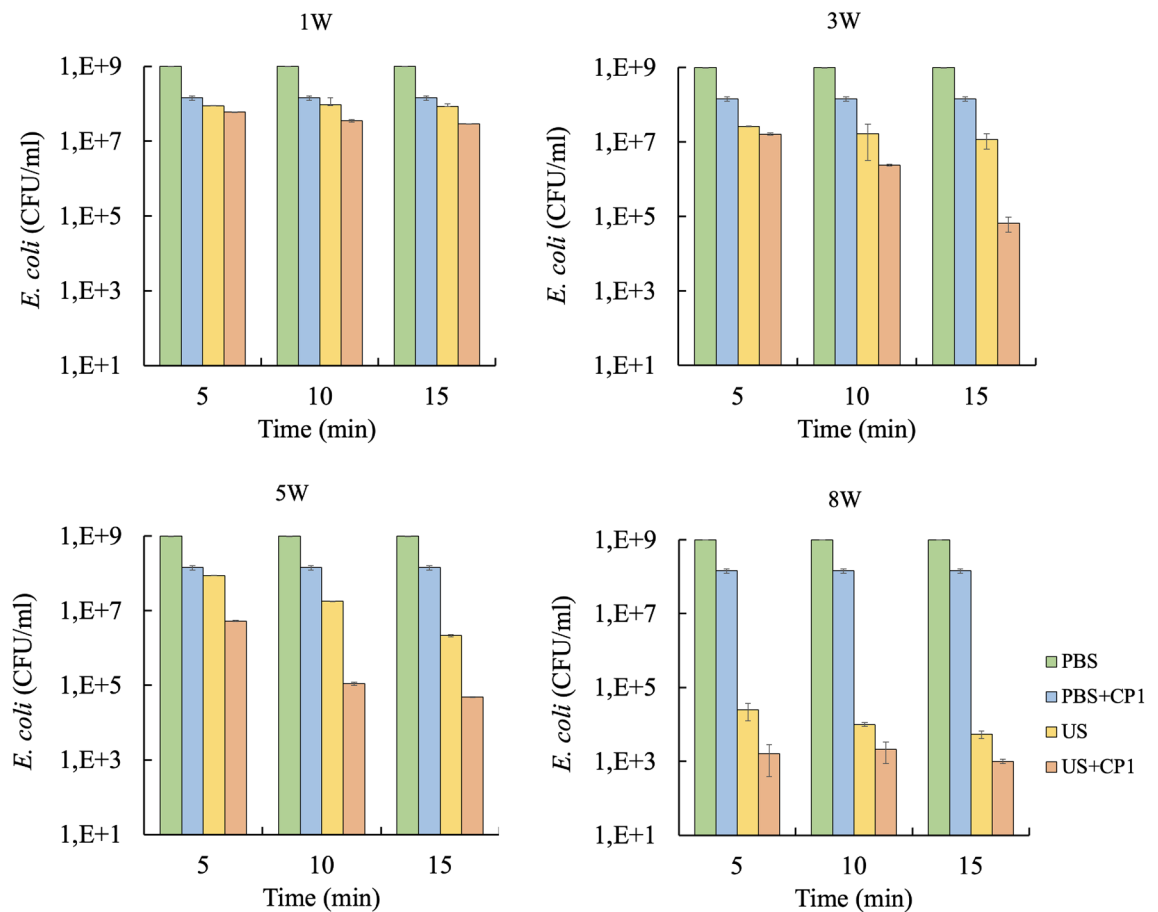 1W
1,E+9
1,E+7
1,E+5
1,E+3
1,E+1
E. coli (CFU/ml)
5 10 15
Time (min)
3W
1,E+9
1,E+7
1,E+5
1,E+3
1,E+1
E. coli (CFU/ml)
5 10 15
Time (min)
5W
1,E+9
1,E+7
1,E+5
1,E+3
1,E+1
E. coli (CFU/ml)
5 10 15
Time (min)
8W
1,E+9
1,E+7
1,E+5
1,E+3
1,E+1
E. coli (CFU/ml)
5 10 15
Time (min)
PBS
PBS+CP1
US
US+CP1